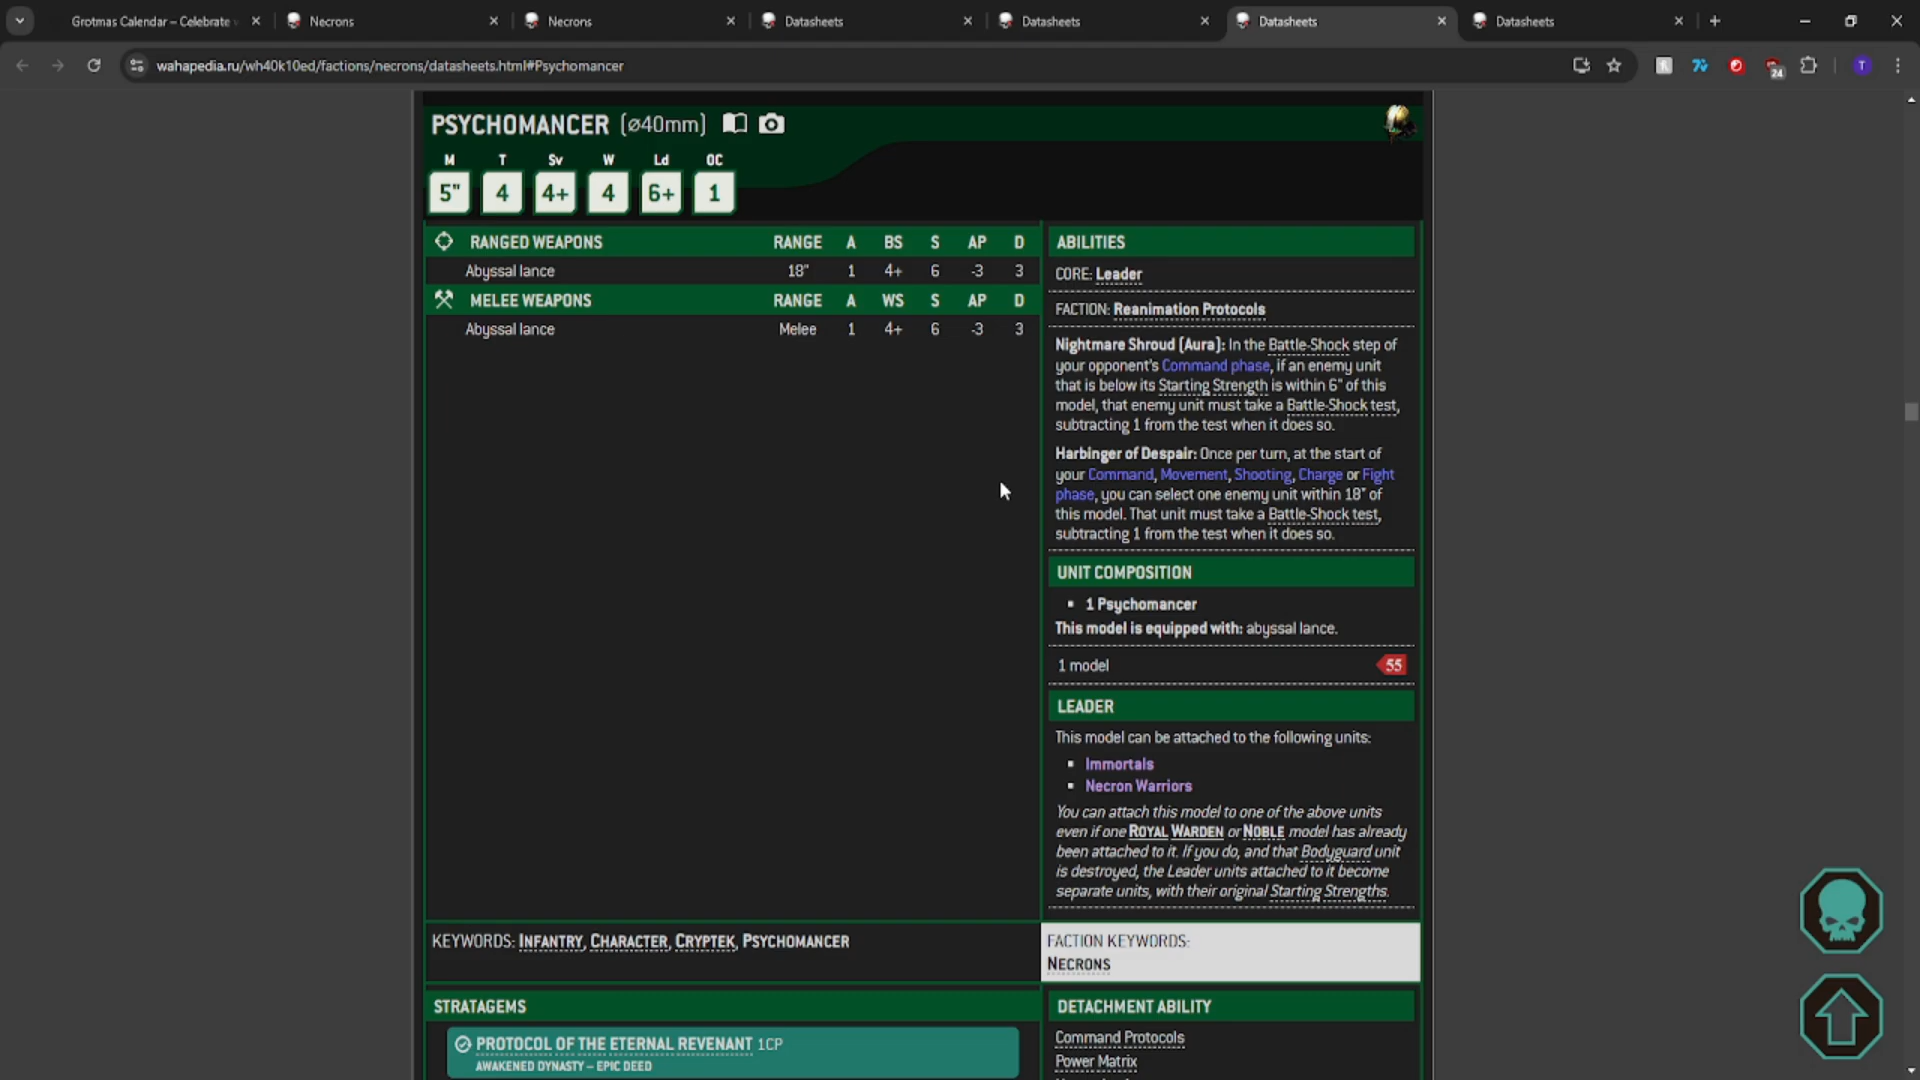 Grotmas Calendar – Celebrate
Necrons
Necrons
Datasheets
Datasheets
Datasheets
Datasheets
wahapedia.ru/wh40k10ed/factions/necrons/datasheets.html#Psychomancer
24
T
PSYCHOMANCER (⌀40mm)
M T Sv W Ld OC
5" 4 4+ 4 6+ 1
RANGED WEAPONS RANGE A BS S AP D
Abyssal lance 18" 1 4+ 6 -3 3
MELEE WEAPONS RANGE A WS S AP D
Abyssal lance Melee 1 4+ 6 -3 3
ABILITIES
CORE: Leader
FACTION: Reanimation Protocols
Nightmare Shroud (Aura): In the Battle-Shock step of
your opponent's Command phase, if an enemy unit
that is below its Starting Strength is within 6" of this
model, that enemy unit must take a Battle-Shock test,
subtracting 1 from the test when it does so.
Harbinger of Despair: Once per turn, at the start of
your Command, Movement, Shooting, Charge or Fight
phase, you can select one enemy unit within 18" of
this model. That unit must take a Battle-Shock test,
subtracting 1 from the test when it does so.
UNIT COMPOSITION
▪ 1 Psychomancer
This model is equipped with: abyssal lance.
1 model 55
LEADER
This model can be attached to the following units:
▪ Immortals
▪ Necron Warriors
You can attach this model to one of the above units
even if one ROYAL WARDEN or NOBLE model has already
been attached to it. If you do, and that Bodyguard unit
is destroyed, the Leader units attached to it become
separate units, with their original Starting Strengths.
KEYWORDS: INFANTRY, CHARACTER, CRYPTEK, PSYCHOMANCER
FACTION KEYWORDS:
NECRONS
STRATAGEMS
PROTOCOL OF THE ETERNAL REVENANT 1CP
AWAKENED DYNASTY – EPIC DEED
DETACHMENT ABILITY
Command Protocols
Power Matrix